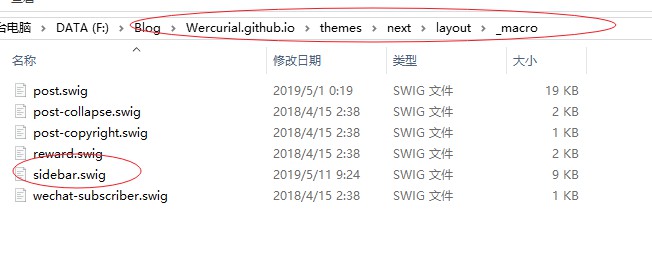 台电脑 > DATA (F:) > Blog > Wercurial.github.io > themes > next > layout > _macro
名称 修改日期 类型 大小
post.swig 2019/5/1 0:19 SWIG 文件 19 KB
post-collapse.swig 2018/4/15 2:38 SWIG 文件 2 KB
post-copyright.swig 2018/4/15 2:38 SWIG 文件 1 KB
reward.swig 2018/4/15 2:38 SWIG 文件 2 KB
sidebar.swig 2019/5/11 9:24 SWIG 文件 9 KB
wechat-subscriber.swig 2018/4/15 2:38 SWIG 文件 1 KB